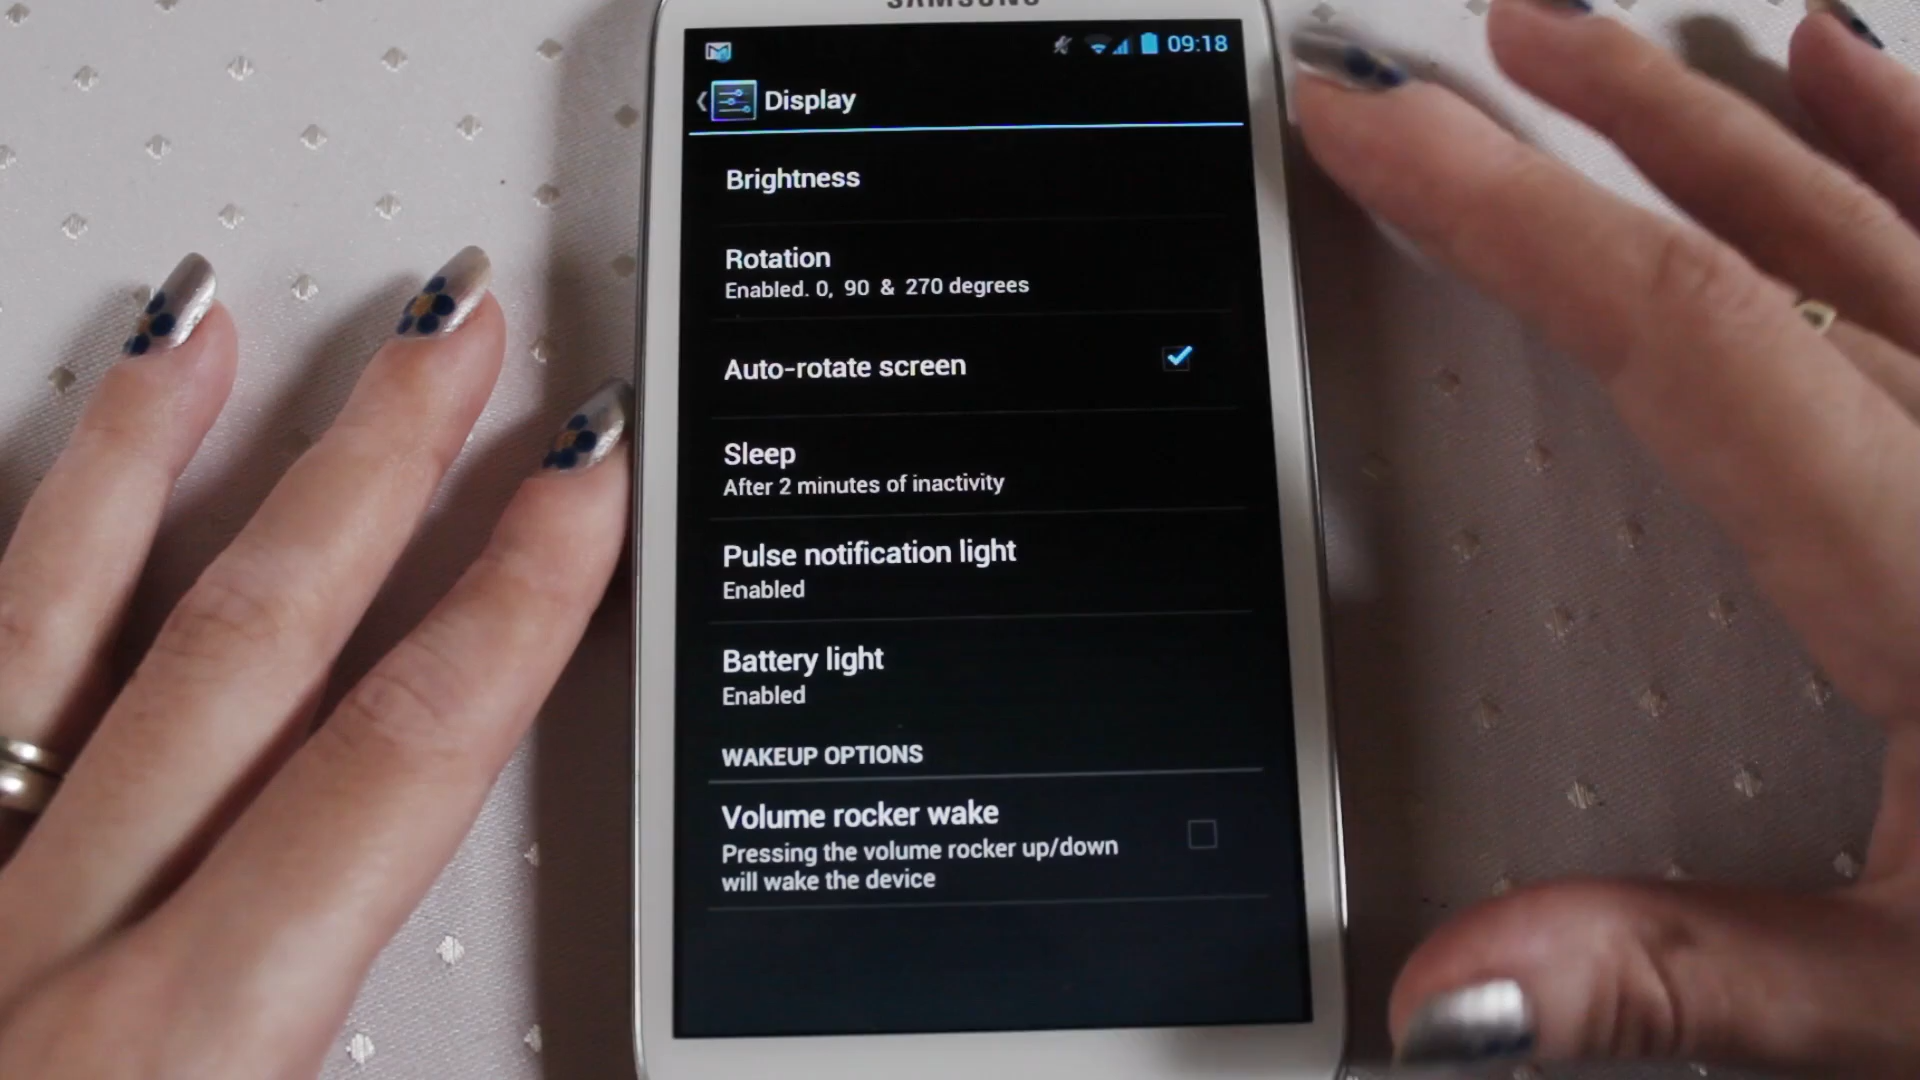 SAMSUNG
09:18
Display
Brightness
Rotation
Enabled. 0, 90 & 270 degrees
Auto-rotate screen
Sleep
After 2 minutes of inactivity
Pulse notification light
Enabled
Battery light
Enabled
WAKEUP OPTIONS
Volume rocker wake
Pressing the volume rocker up/down
will wake the device